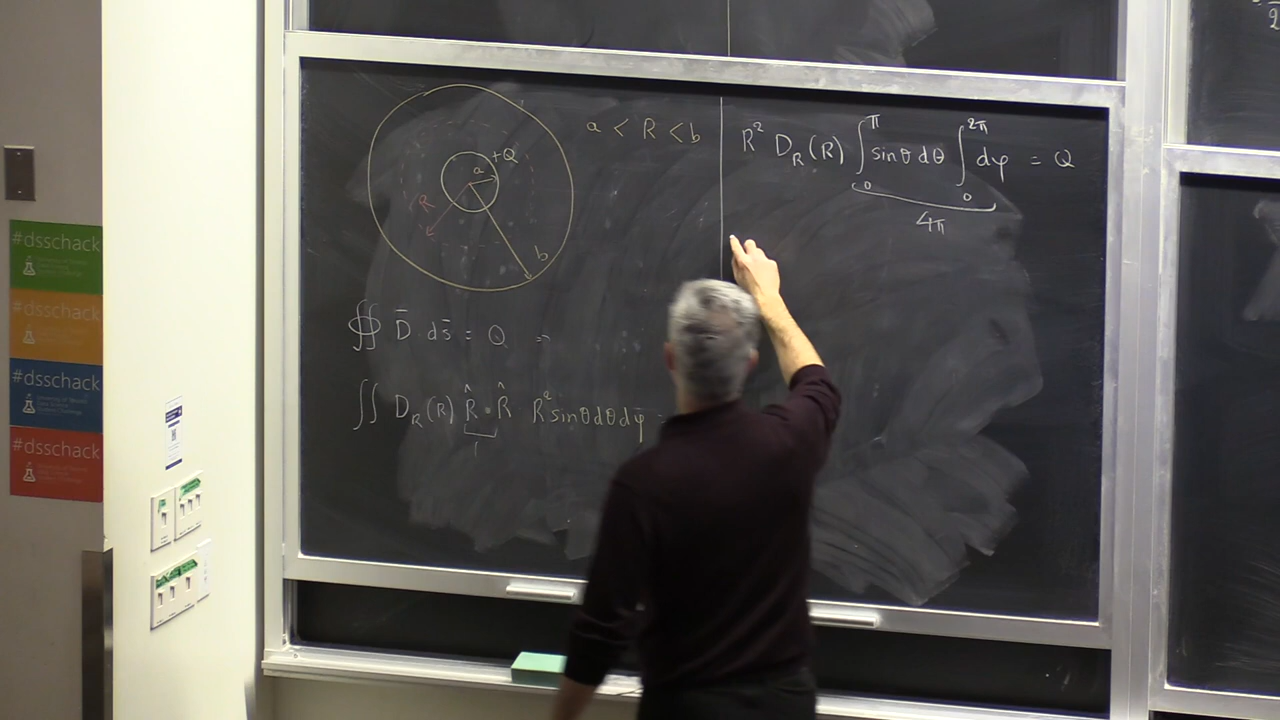 #dsschack
#dsschack
#dsschack
#dsschack
a
+Q
R
b
a < R < b
∯ D̄ · ds̄ = Q ⇒
∬ D_R(R) R̂ · R̂ R² sinθ dθ dφ =
1
R² D_R(R) ∫₀^π sinθ dθ ∫₀^2π dφ = Q
4π